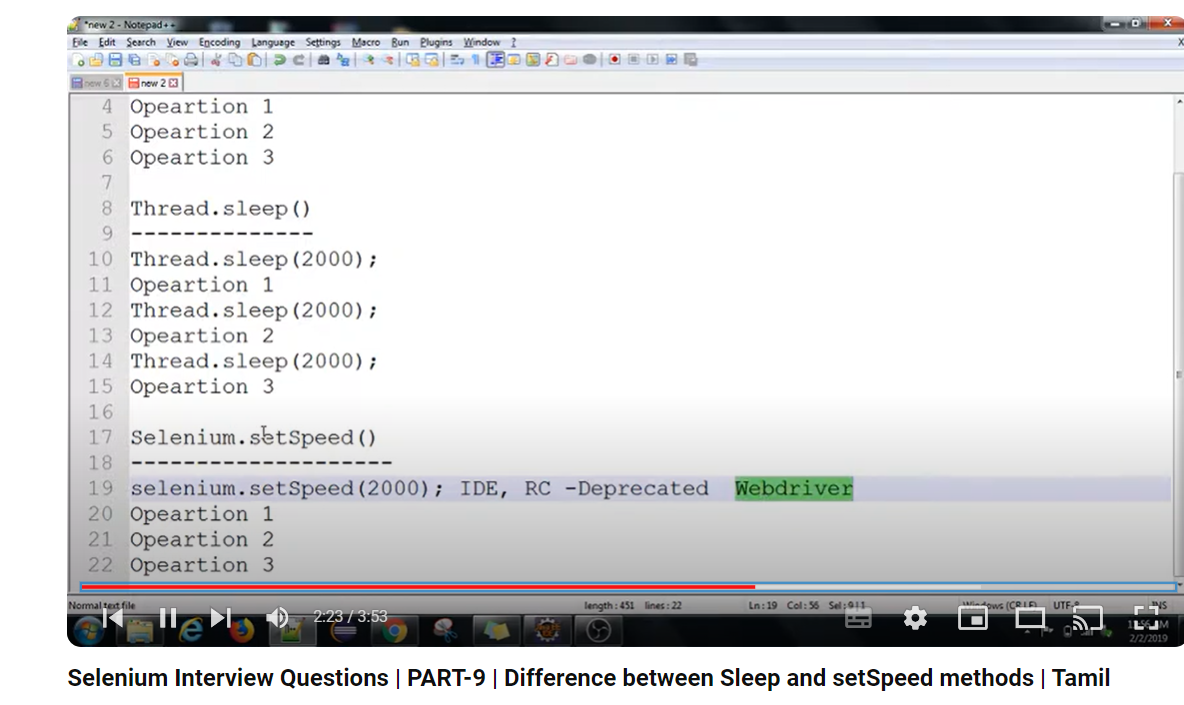 *new 2 - Notepad++
File Edit Search View Encoding Language Settings Macro Run Plugins Window ?
X
new 6 new 2
4 Opeartion 1
5 Opeartion 2
6 Opeartion 3
7
8 Thread.sleep()
9 --------------
10 Thread.sleep(2000);
11 Opeartion 1
12 Thread.sleep(2000);
13 Opeartion 2
14 Thread.sleep(2000);
15 Opeartion 3
16
17 Selenium.setSpeed()
18 --------------------
19 selenium.setSpeed(2000); IDE, RC -Deprecated Webdriver
20 Opeartion 1
21 Opeartion 2
22 Opeartion 3
Normal text file length : 451 lines : 22 Ln : 19 Col : 56 Windows (CR LF) INS
2:23 / 3:53
2/2/2019
Selenium Interview Questions | PART-9 | Difference between Sleep and setSpeed methods | Tamil